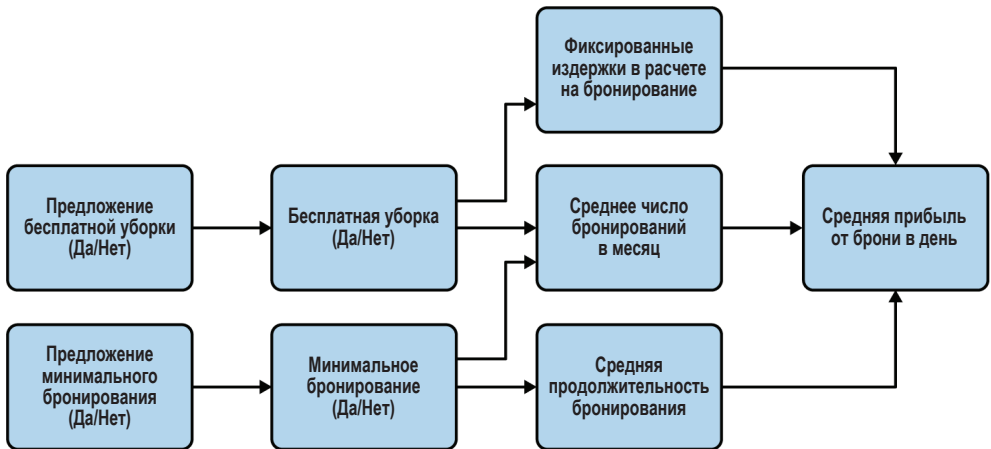 Фиксированные
издержки в расчете
на бронирование
Предложение
бесплатной уборки
(Да/Нет)
Бесплатная уборка
(Да/Нет)
Среднее число
бронирований
в месяц
Средняя прибыль
от брони в день
Предложение
минимального
бронирования
(Да/Нет)
Минимальное
бронирование
(Да/Нет)
Средняя
продолжительность
бронирования